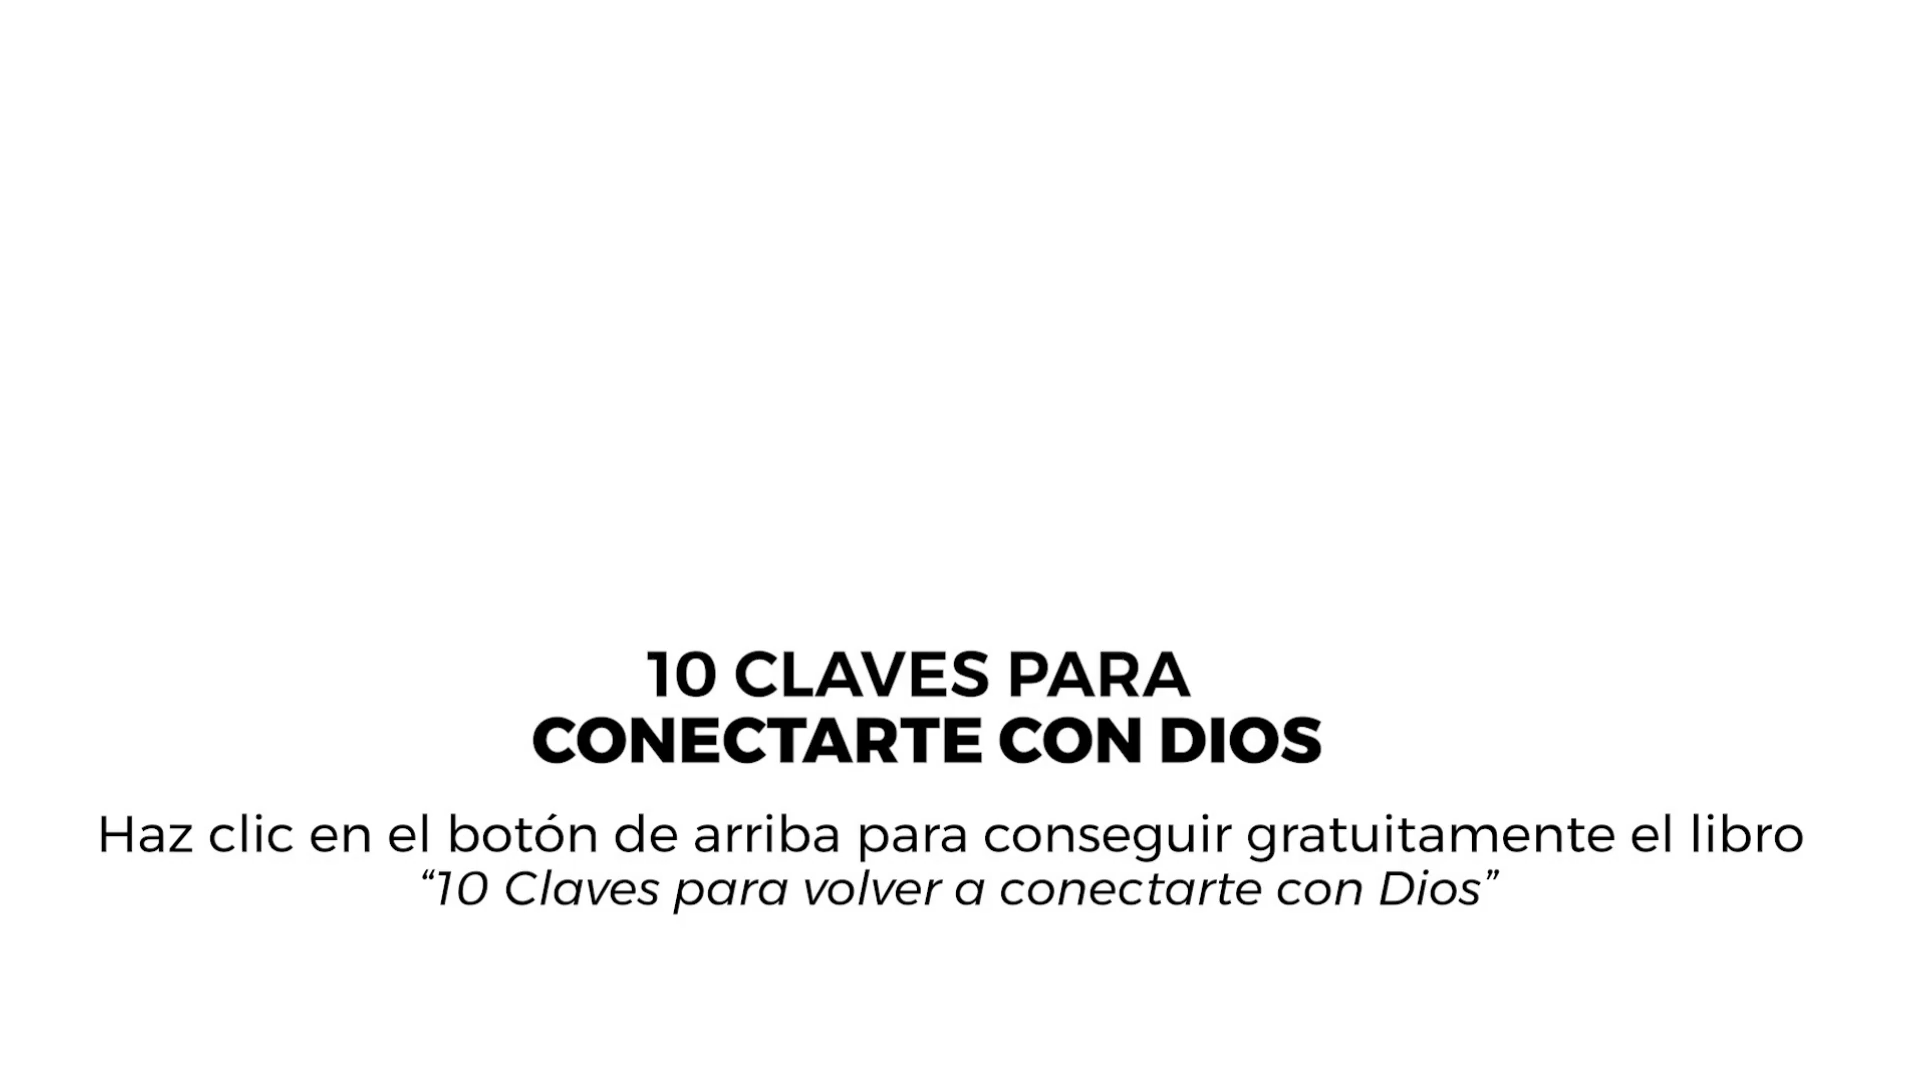 10 CLAVES PARA
CONECTARTE CON DIOS
Haz clic en el botón de arriba para conseguir gratuitamente el libro
“10 Claves para volver a conectarte con Dios”